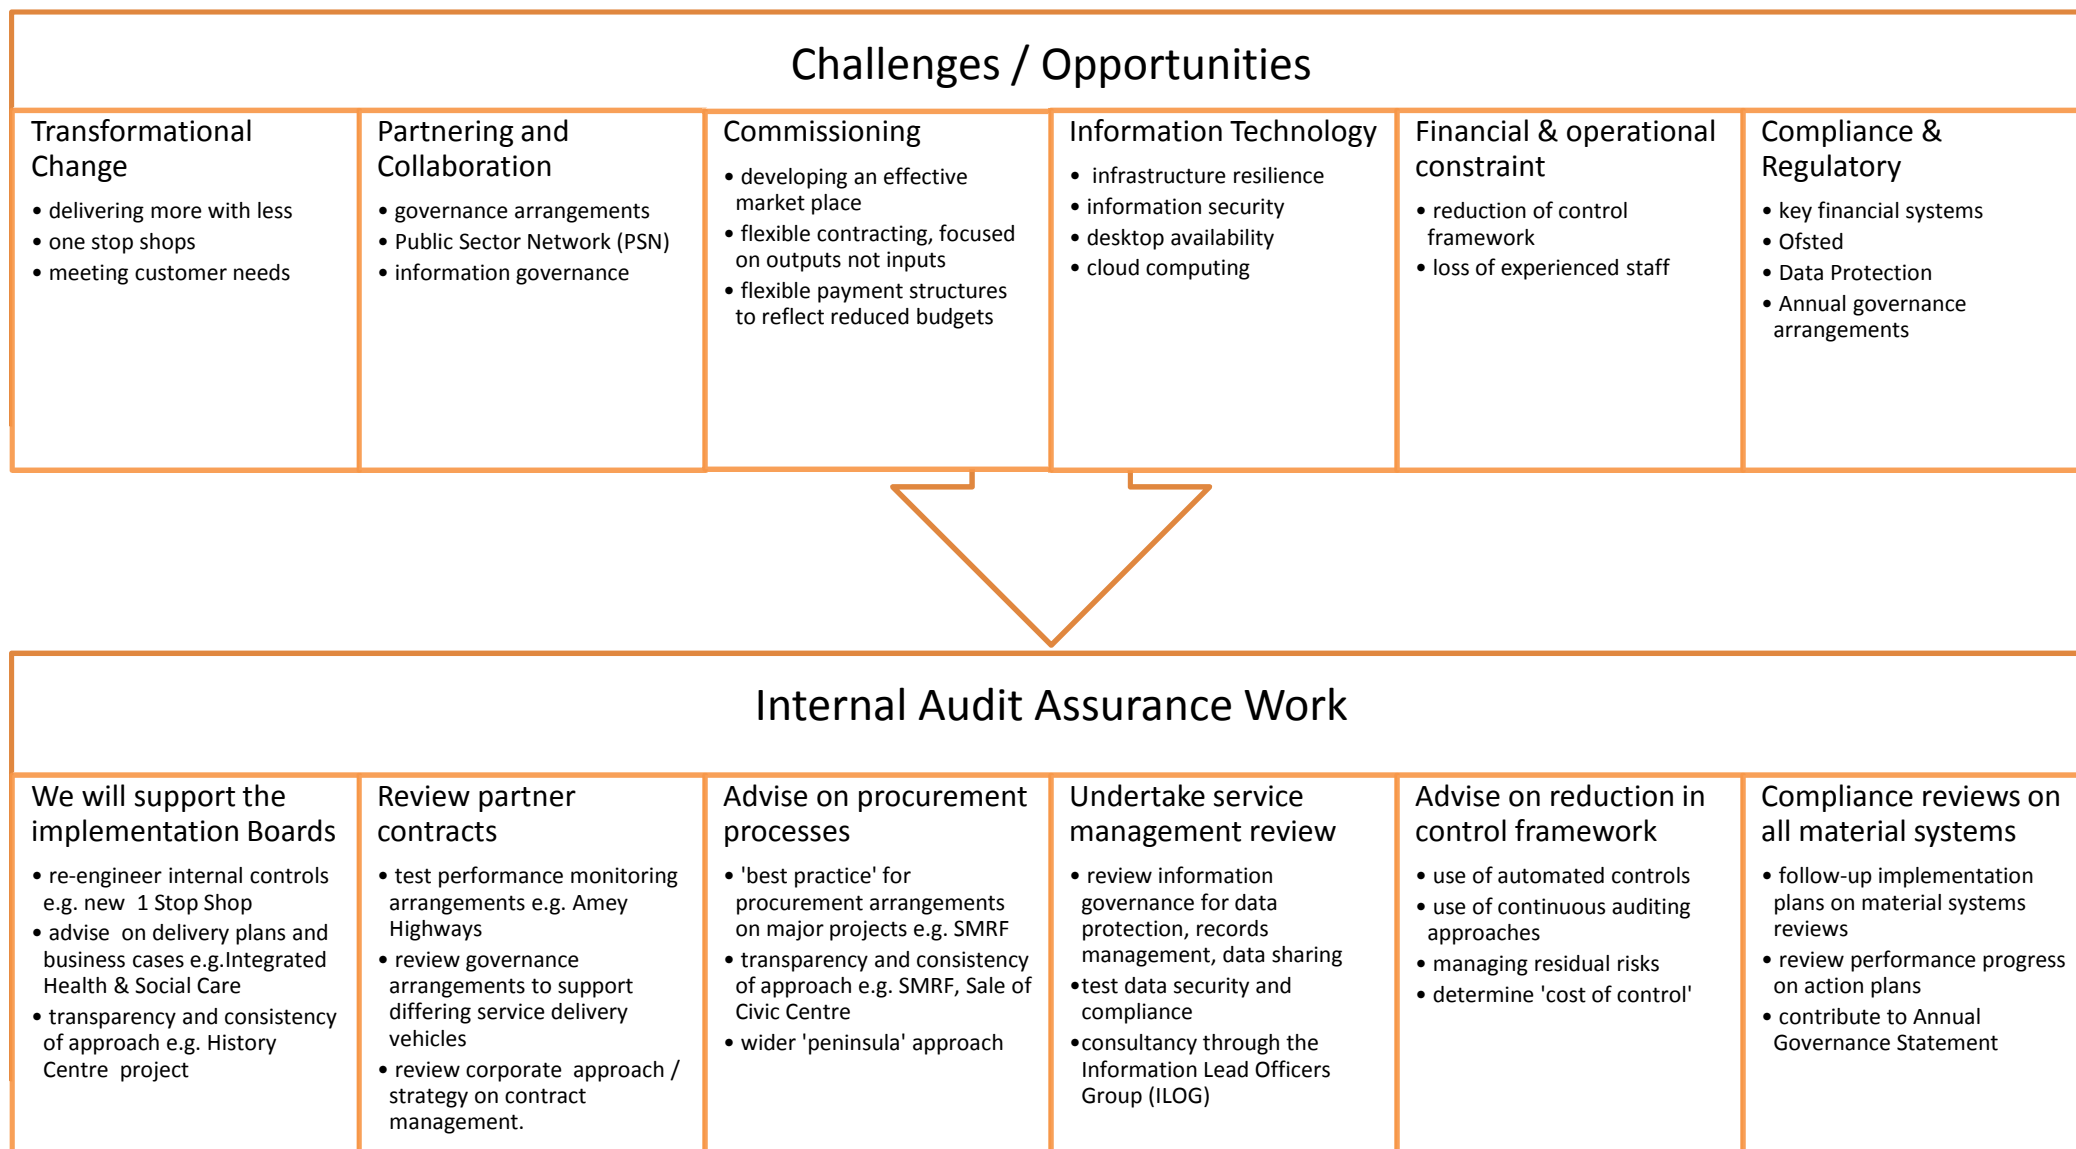 Challenges / Opportunities
Transformational
Change
• delivering more with less
• one stop shops
• meeting customer needs
Partnering and
Collaboration
• governance arrangements
• Public Sector Network (PSN)
• information governance
Commissioning
• developing an effective
market place
• flexible contracting, focused
on outputs not inputs
• flexible payment structures
to reflect reduced budgets
Information Technology
• infrastructure resilience
• information security
• desktop availability
• cloud computing
Financial & operational
constraint
• reduction of control
framework
• loss of experienced staff
Compliance &
Regulatory
• key financial systems
• Ofsted
• Data Protection
• Annual governance
arrangements
Internal Audit Assurance Work
We will support the
implementation Boards
• re-engineer internal controls
e.g. new 1 Stop Shop
• advise on delivery plans and
business cases e.g.Integrated
Health & Social Care
• transparency and consistency
of approach e.g. History
Centre project
Review partner
contracts
• test performance monitoring
arrangements e.g. Amey
Highways
• review governance
arrangements to support
differing service delivery
vehicles
• review corporate approach /
strategy on contract
management.
Advise on procurement
processes
• 'best practice' for
procurement arrangements
on major projects e.g. SMRF
• transparency and consistency
of approach e.g. SMRF, Sale of
Civic Centre
• wider 'peninsula' approach
Undertake service
management review
• review information
governance for data
protection, records
management, data sharing
•test data security and
compliance
•consultancy through the
Information Lead Officers
Group (ILOG)
Advise on reduction in
control framework
• use of automated controls
• use of continuous auditing
approaches
• managing residual risks
• determine 'cost of control'
Compliance reviews on
all material systems
• follow-up implementation
plans on material systems
reviews
• review performance progress
on action plans
• contribute to Annual
Governance Statement